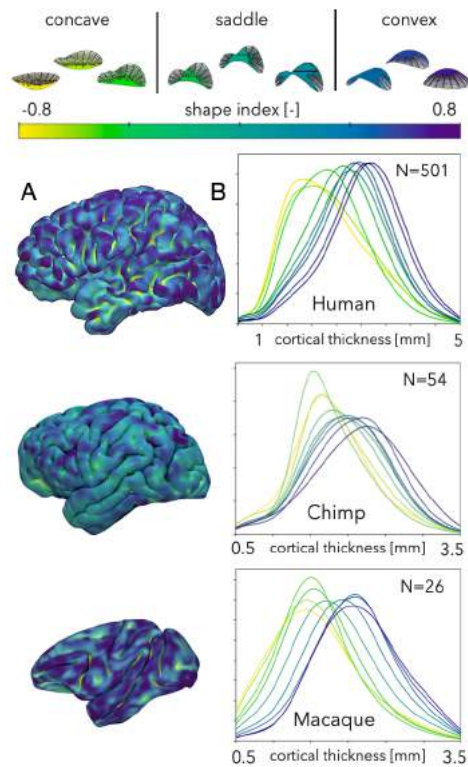 concave saddle convex
-0.8 shape index [-] 0.8
A B
N=501
Human
1 cortical thickness [mm] 5
N=54
Chimp
0.5 cortical thickness [mm] 3.5
N=26
Macaque
0.5 cortical thickness [mm] 3.5